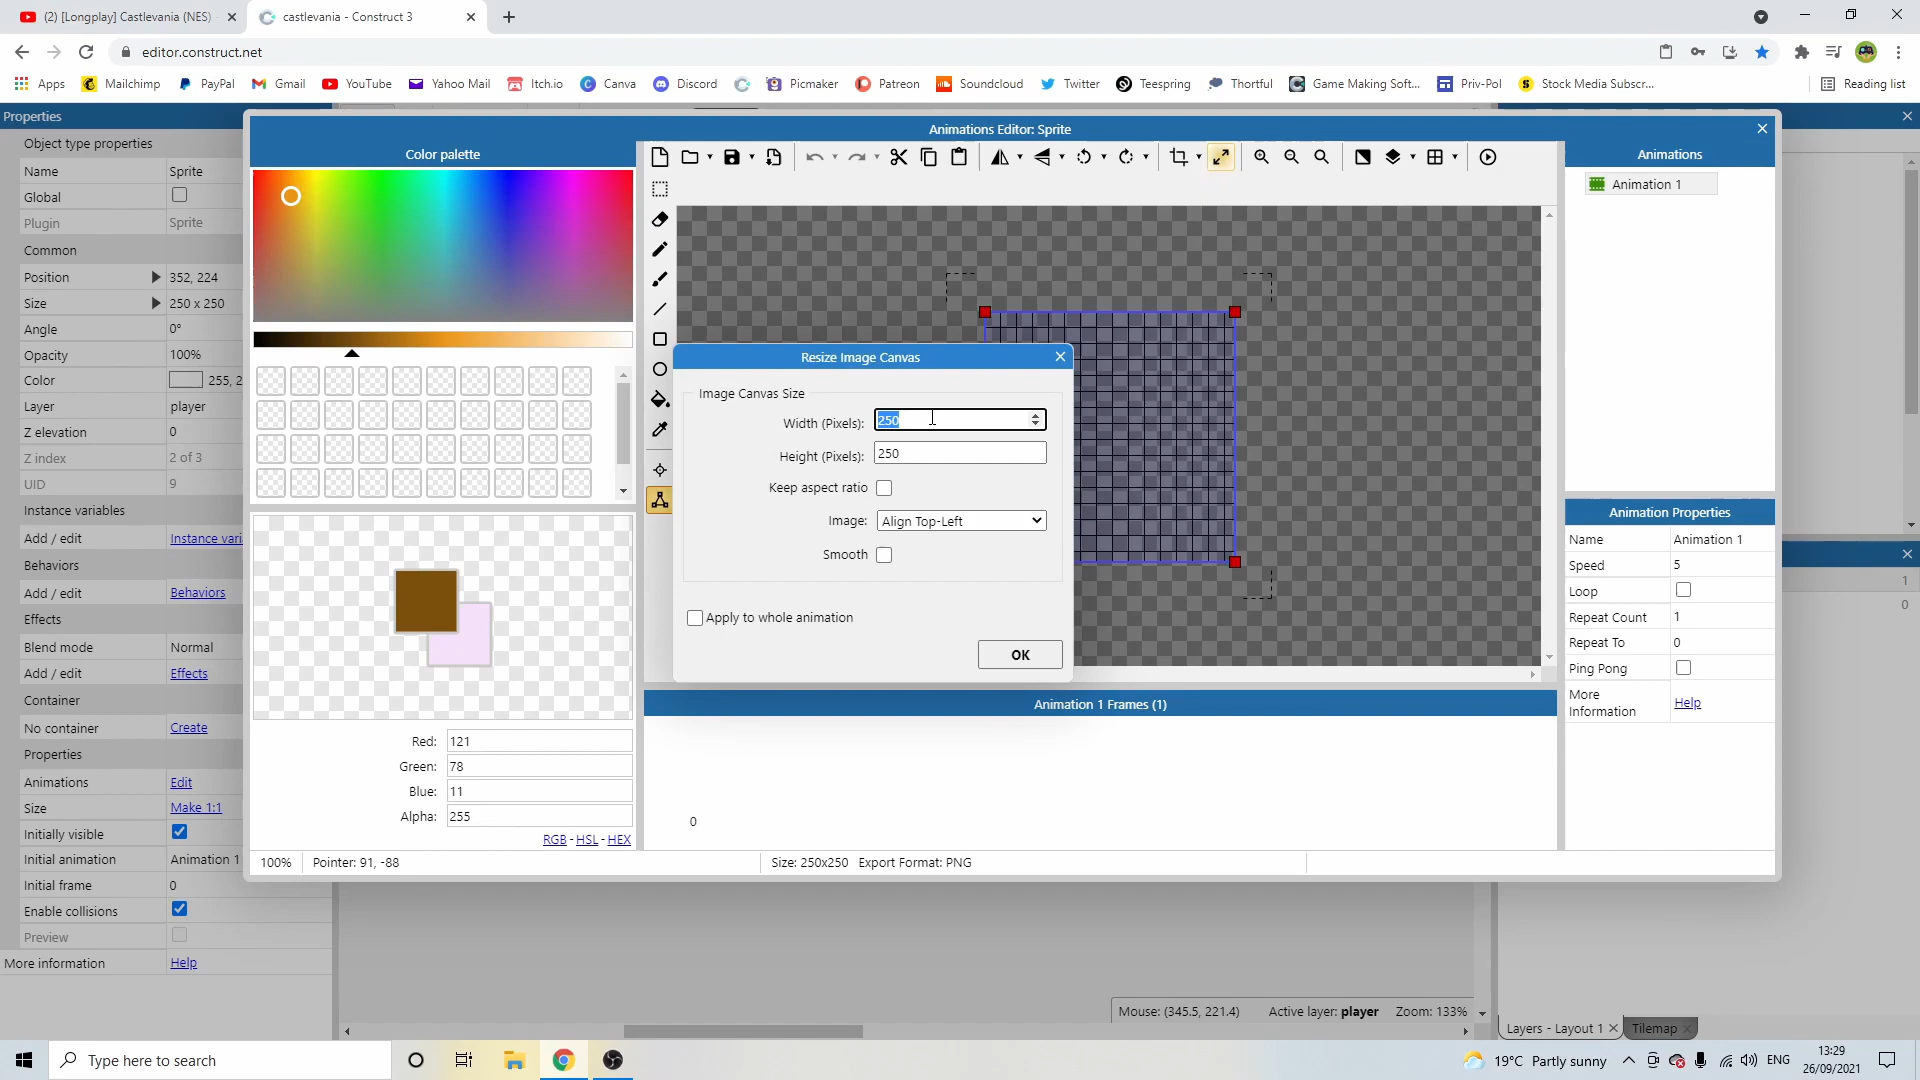 (2) [Longplay] Castlevania (NES)
castlevania - Construct 3
editor.construct.net
Apps
Mailchimp
PayPal
Gmail
YouTube
Yahoo Mail
Itch.io
Canva
Discord
Picmaker
Patreon
Soundcloud
Twitter
Teespring
Thortful
Game Making Soft...
Priv-Pol
Stock Media Subscr...
Reading list
Properties
Object type properties
Name Sprite
Global
Plugin Sprite
Common
Position 352, 224
Size 250 x 250
Angle 0°
Opacity 100%
Color 255, 2
Layer player
Z elevation 0
Z index 2 of 3
UID 9
Instance variables
Add / edit Instance vari
Behaviors
Add / edit Behaviors
Effects
Blend mode Normal
Add / edit Effects
Container
No container Create
Properties
Animations Edit
Size Make 1:1
Initially visible
Initial animation Animation 1
Initial frame 0
Enable collisions
Preview
More information Help
Animations Editor: Sprite
Color palette
Red: 121
Green: 78
Blue: 11
Alpha: 255
RGB - HSL - HEX
100% Pointer: 91, -88
Size: 250x250 Export Format: PNG
Resize Image Canvas
Image Canvas Size
Width (Pixels): 250
Height (Pixels): 250
Keep aspect ratio
Image: Align Top-Left
Smooth
Apply to whole animation
OK
Animation 1 Frames (1)
0
Animations
Animation 1
Animation Properties
Name Animation 1
Speed 5
Loop
Repeat Count 1
Repeat To 0
Ping Pong
More Information Help
1
0
Mouse: (345.5, 221.4) Active layer: player Zoom: 133%
Layers - Layout 1
Tilemap
Type here to search
19°C Partly sunny
ENG
13:29
26/09/2021